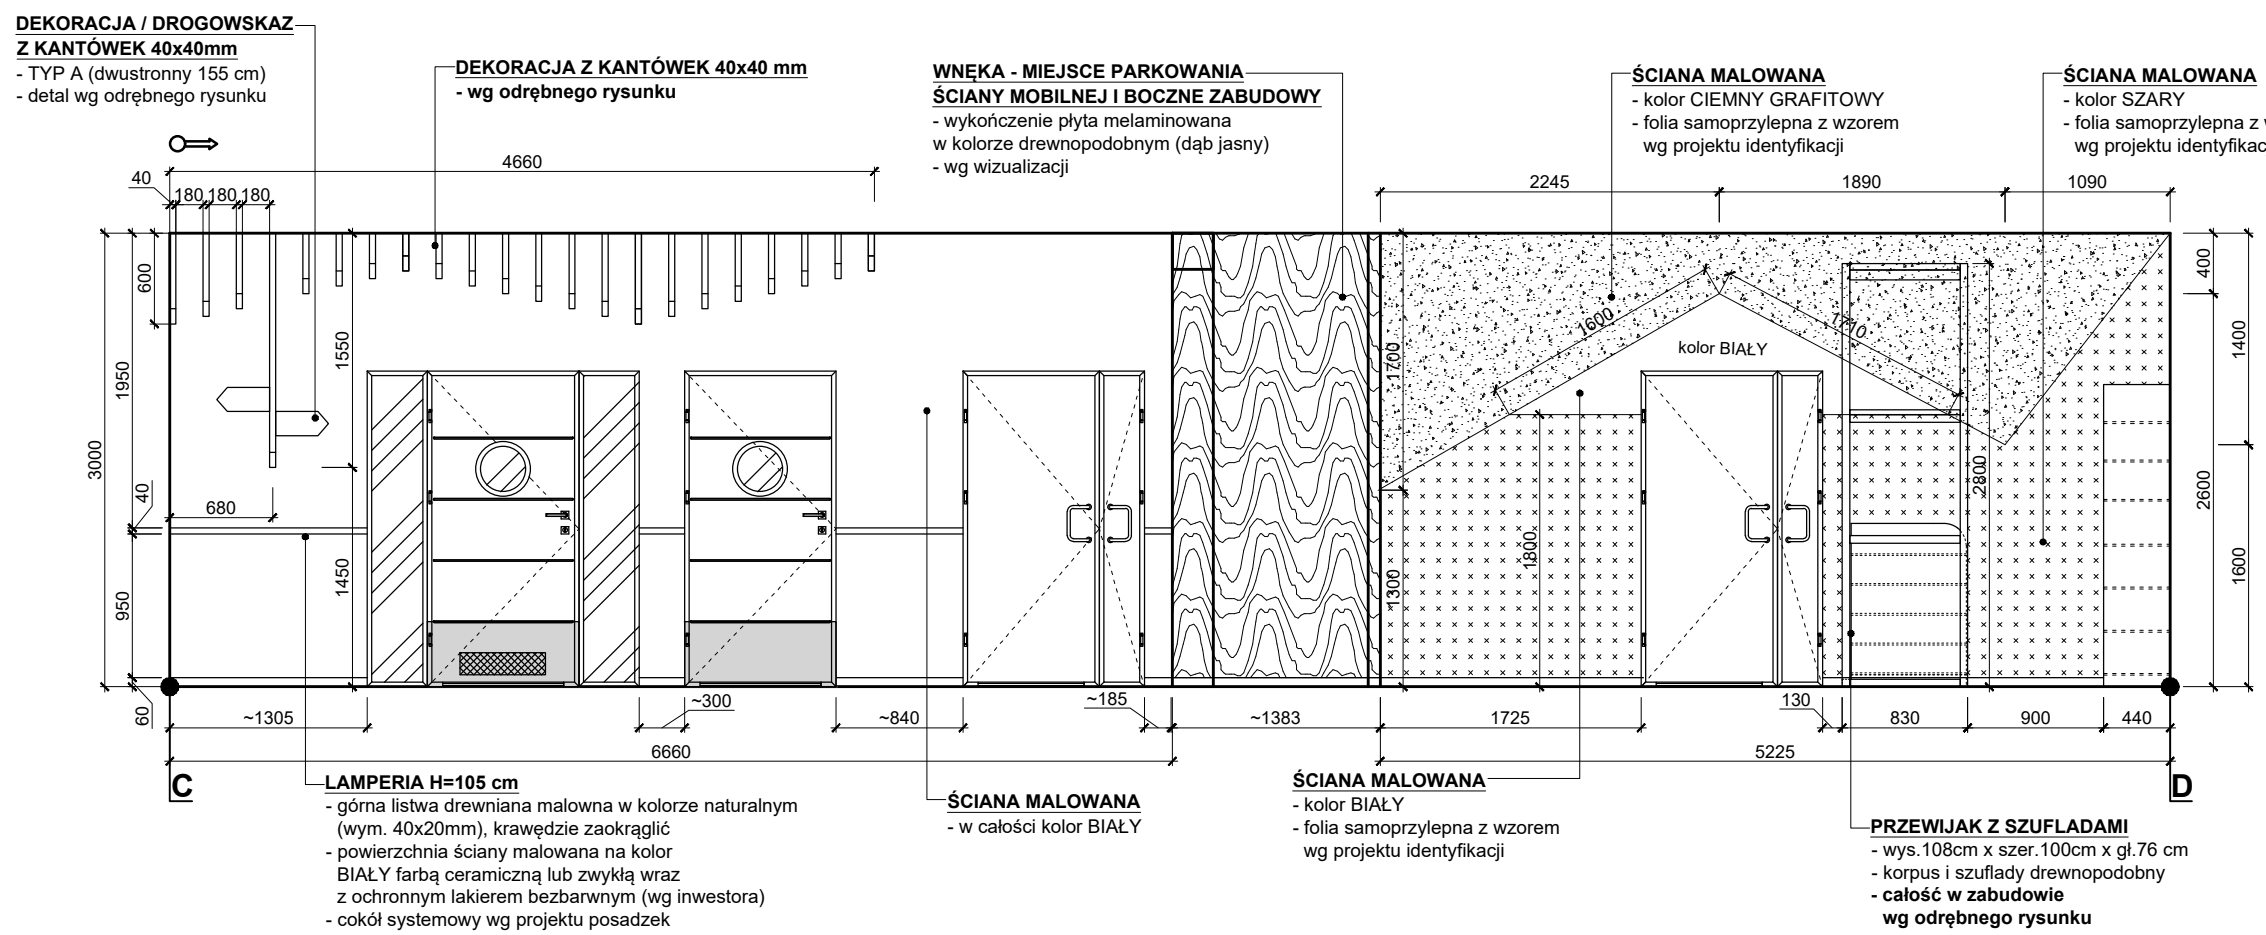 DEKORACJA / DROGOWSKAZ
Z KANTÓWEK 40x40mm
- TYP A (dwustronny 155 cm)
- detal wg odrębnego rysunku
DEKORACJA Z KANTÓWEK 40x40 mm
- wg odrębnego rysunku
WNĘKA - MIEJSCE PARKOWANIA
ŚCIANY MOBILNEJ I BOCZNE ZABUDOWY
- wykończenie płyta melaminowana
w kolorze drewnopodobnym (dąb jasny)
- wg wizualizacji
ŚCIANA MALOWANA
- kolor CIEMNY GRAFITOWY
- folia samoprzylepna z wzorem
wg projektu identyfikacji
ŚCIANA MALOWANA
- kolor SZARY
- folia samoprzylepna z w
wg projektu identyfikac
4660
40
180 180 180
2245
1890
1090
3000
1950
40
950
60
600
1550
1450
680
1700
1300
1600
1710
kolor BIAŁY
1800
2800
400
2600
1400
1600
~1305
~300
~840
~185
~1383
1725
130
830
900
440
6660
5225
C
D
LAMPERIA H=105 cm
- górna listwa drewniana malowna w kolorze naturalnym
(wym. 40x20mm), krawędzie zaokrąglić
- powierzchnia ściany malowana na kolor
BIAŁY farbą ceramiczną lub zwykłą wraz
z ochronnym lakierem bezbarwnym (wg inwestora)
- cokół systemowy wg projektu posadzek
ŚCIANA MALOWANA
- w całości kolor BIAŁY
ŚCIANA MALOWANA
- kolor BIAŁY
- folia samoprzylepna z wzorem
wg projektu identyfikacji
PRZEWIJAK Z SZUFLADAMI
- wys.108cm x szer.100cm x gł.76 cm
- korpus i szuflady drewnopodobny
- całość w zabudowie
wg odrębnego rysunku